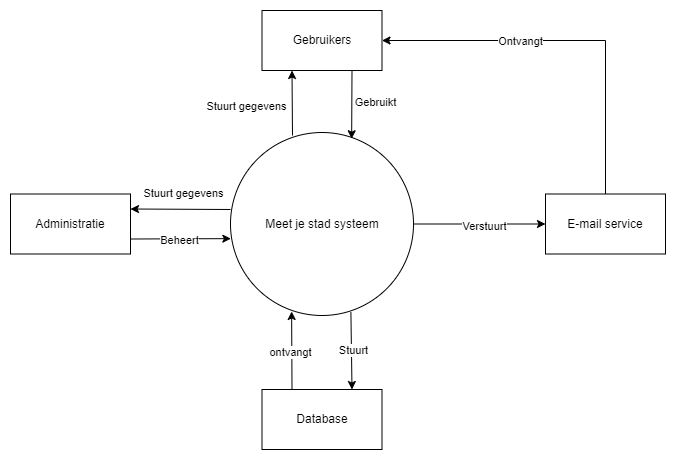 Gebruikers
Ontvangt
Stuurt gegevens
Gebruikt
Stuurt gegevens
Administratie
Beheert
Meet je stad systeem
Verstuurt
E-mail service
ontvangt
Stuurt
Database